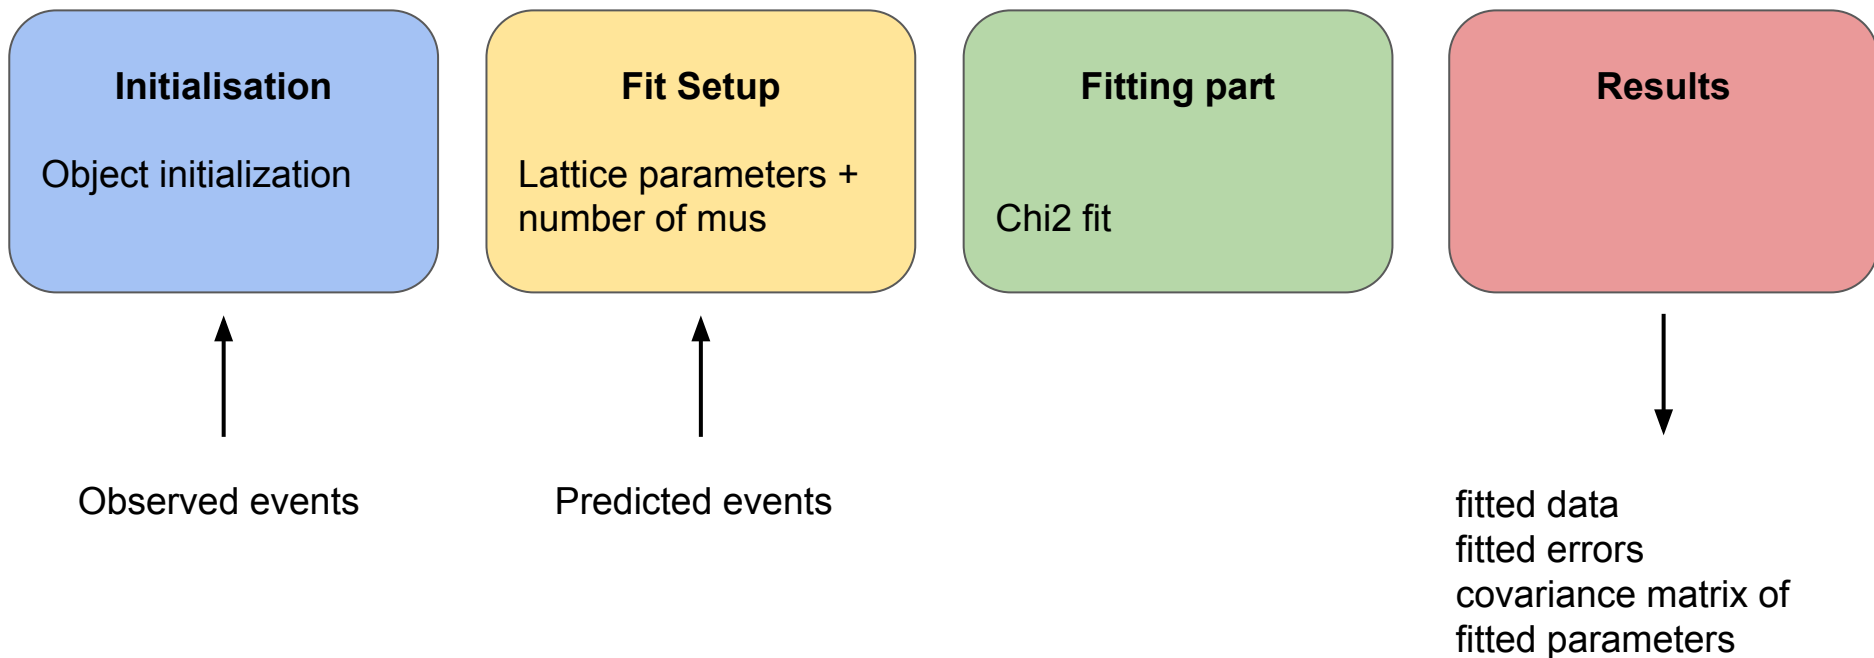 Initialisation
Object initialization
Observed events
Fit Setup
Lattice parameters +
number of mus
Predicted events
Fitting part
Chi2 fit
Results
fitted data
fitted errors
covariance matrix of
fitted parameters